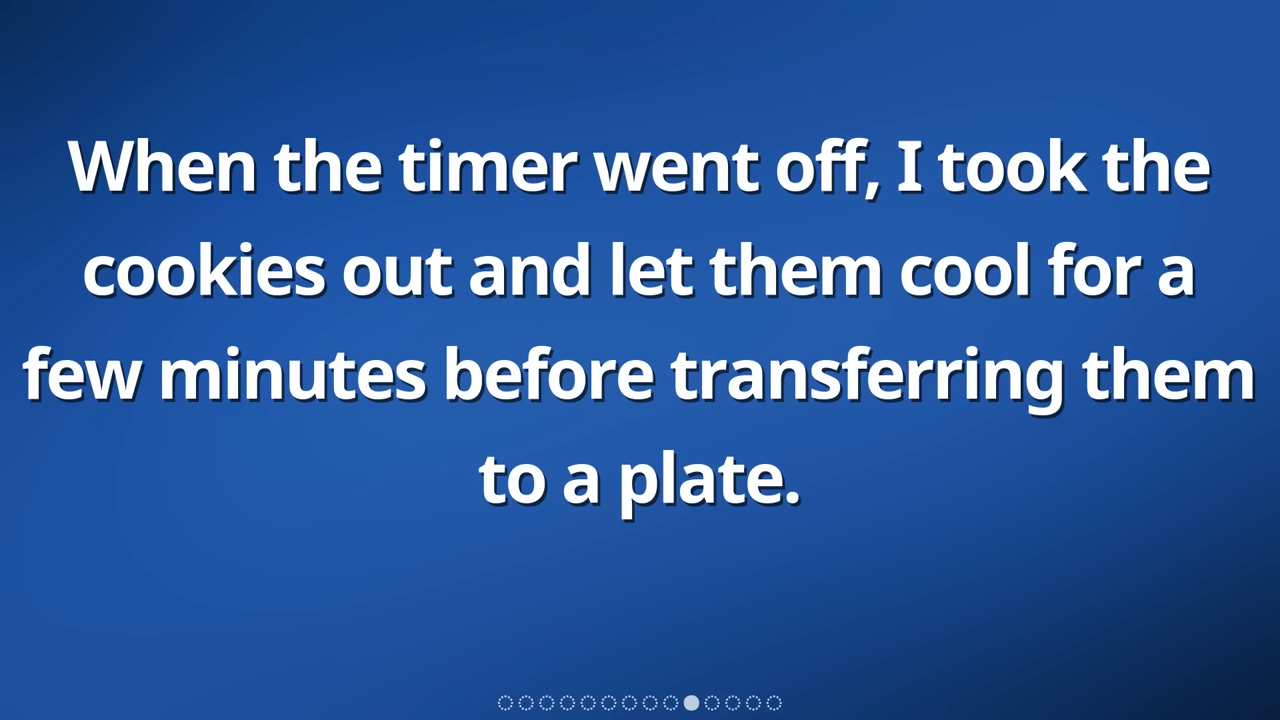 When the timer went off, I took the
cookies out and let them cool for a
few minutes before transferring them
to a plate.